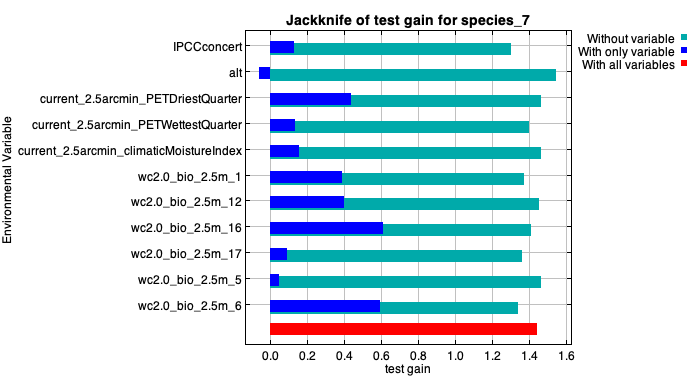 Jackknife of test gain for species_7
Without variable
With only variable
With all variables
Environmental Variable
IPCCconcert
alt
current_2.5arcmin_PETDriestQuarter
current_2.5arcmin_PETWettestQuarter
current_2.5arcmin_climaticMoistureIndex
wc2.0_bio_2.5m_1
wc2.0_bio_2.5m_12
wc2.0_bio_2.5m_16
wc2.0_bio_2.5m_17
wc2.0_bio_2.5m_5
wc2.0_bio_2.5m_6
0.0 0.2 0.4 0.6 0.8 1.0 1.2 1.4 1.6
test gain